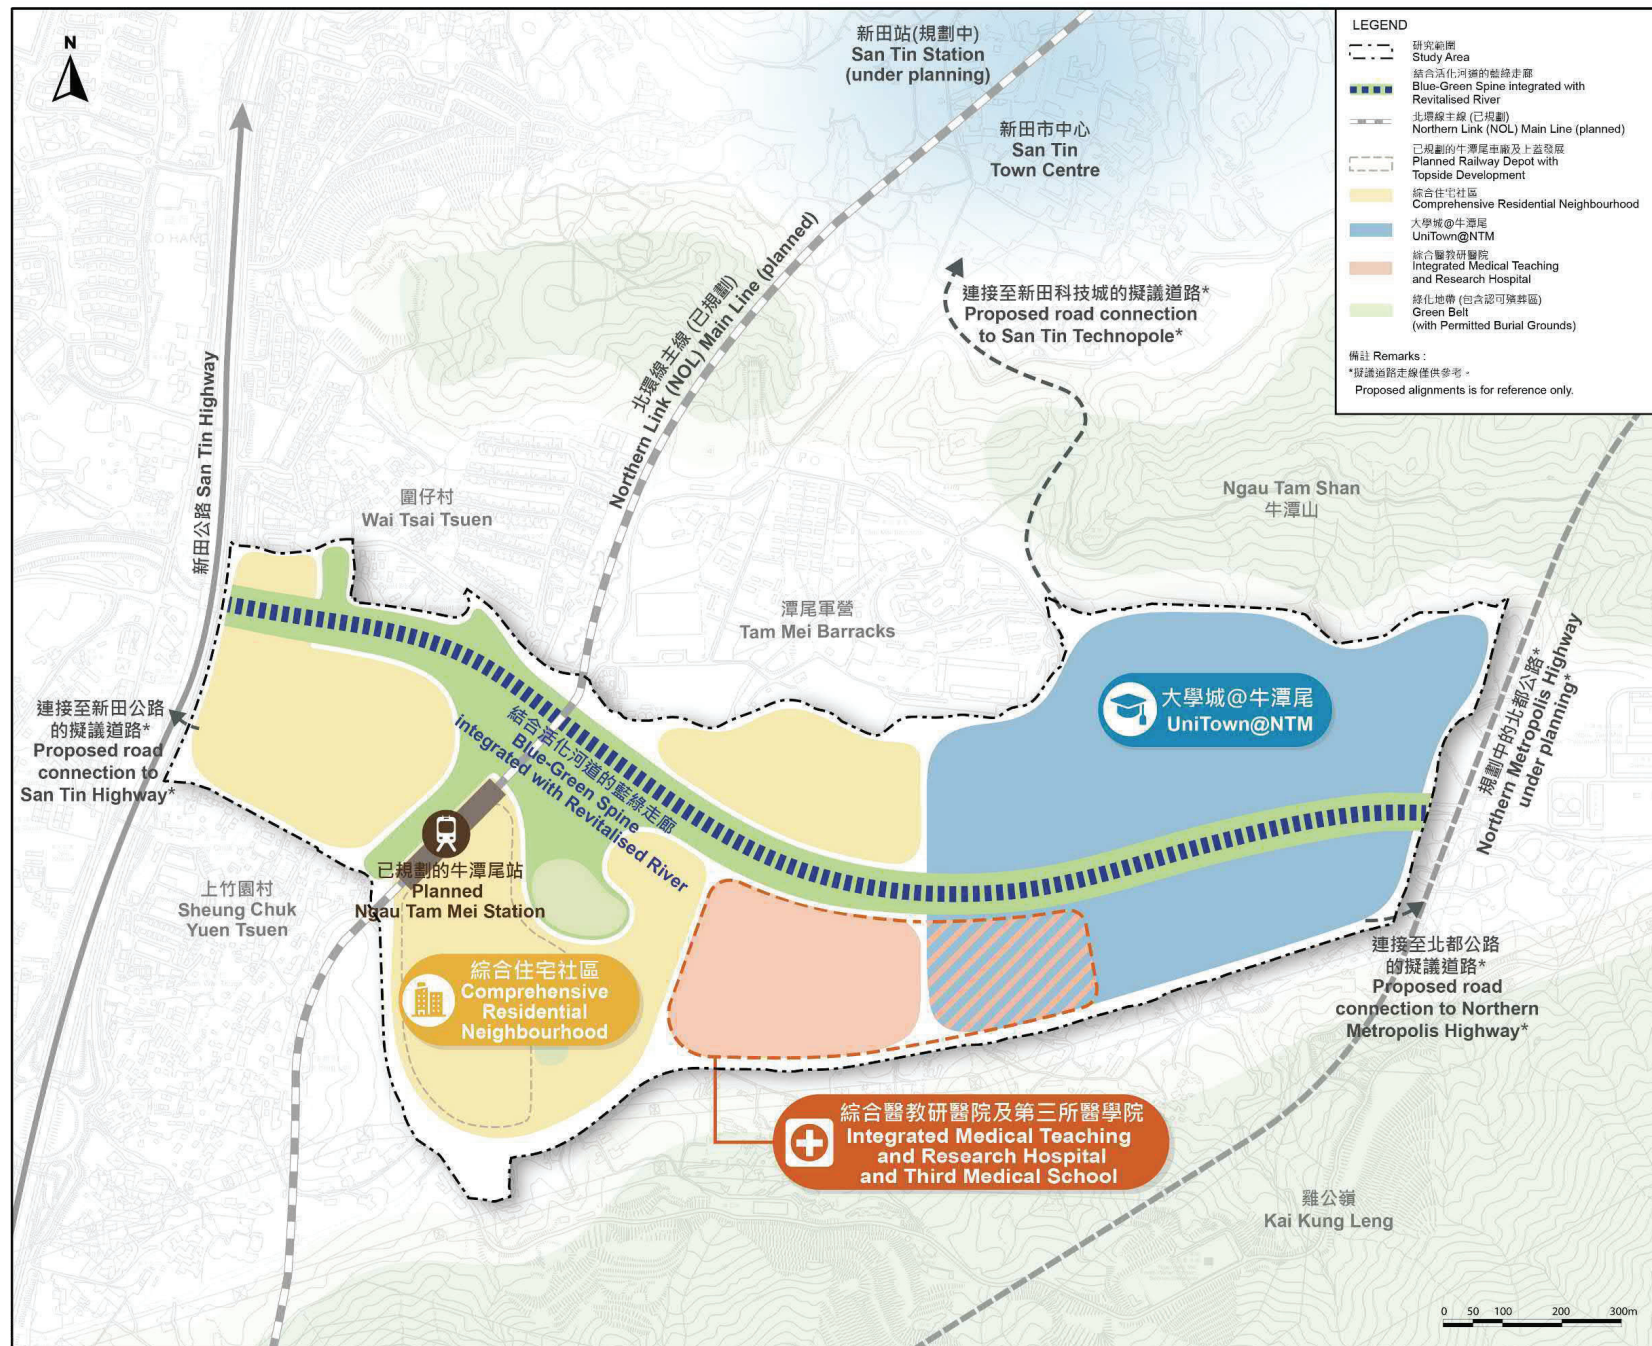 N
新田站(規劃中)
San Tin Station
(under planning)
新田市中心
San Tin
Town Centre
LEGEND
研究範圍
Study Area
結合活化河道的藍綠走廊
Blue-Green Spine integrated with
Revitalised River
北環線主線 (已規劃)
Northern Link (NOL) Main Line (planned)
已規劃的牛潭尾車廠及上蓋發展
Planned Railway Depot with
Topside Development
綜合住宅社區
Comprehensive Residential Neighbourhood
大學城@牛潭尾
UniTown@NTM
綜合醫教研醫院
Integrated Medical Teaching
and Research Hospital
綠化地帶 (包含認可殯葬區)
Green Belt
(with Permitted Burial Grounds)
備註 Remarks :
*擬議道路走線僅供參考。
Proposed alignments is for reference only.
北環線主線 (已規劃)
Northern Link (NOL) Main Line (planned)
連接至新田科技城的擬議道路*
Proposed road connection
to San Tin Technopole*
新田公路 San Tin Highway
圍仔村
Wai Tsai Tsuen
Ngau Tam Shan
牛潭山
潭尾軍營
Tam Mei Barracks
連接至新田公路
的擬議道路*
Proposed road
connection to
San Tin Highway*
結合活化河道的藍綠走廊
Blue-Green Spine
integrated with Revitalised River
大學城@牛潭尾
UniTown@NTM
規劃中的北都公路*
Northern Metropolis Highway
under planning*
已規劃的牛潭尾站
Planned
Ngau Tam Mei Station
上竹園村
Sheung Chuk
Yuen Tsuen
綜合住宅社區
Comprehensive
Residential
Neighbourhood
連接至北都公路
的擬議道路*
Proposed road
connection to Northern
Metropolis Highway*
綜合醫教研醫院及第三所醫學院
Integrated Medical Teaching
and Research Hospital
and Third Medical School
雞公嶺
Kai Kung Leng
0 50 100 200 300m